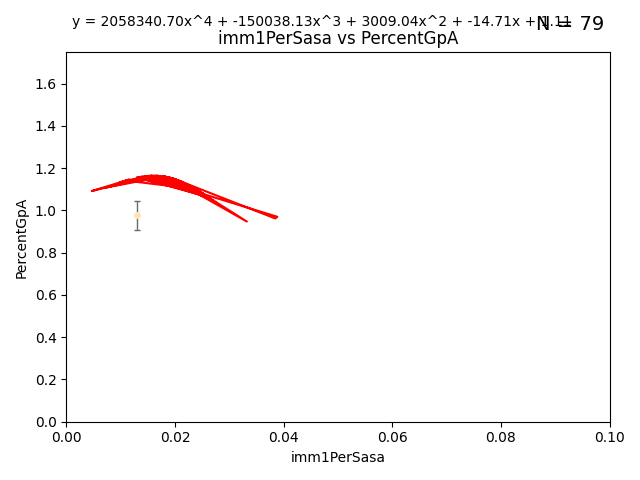 y = 2058340.70x^4 + -150038.13x^3 + 3009.04x^2 + -14.71x + 1.11
N = 79
imm1PerSasa vs PercentGpA
1.6
1.4
1.2
1.0
0.8
0.6
0.4
0.2
0.0
PercentGpA
0.00 0.02 0.04 0.06 0.08 0.10
imm1PerSasa